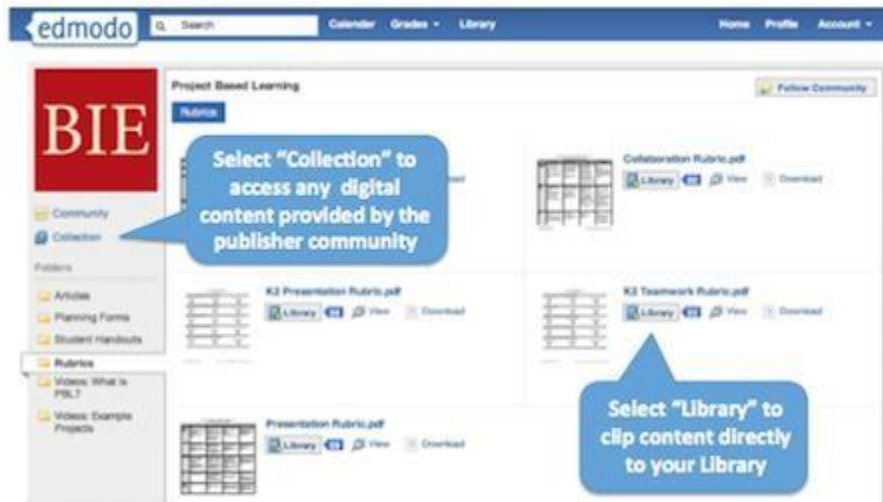 edmodo Search Calendar Grades Library Home Profile Account
BIE
Project Based Learning
Follow Community
Rubrics
Select “Collection” to
access any digital
content provided by the
publisher community
Collaboration Rubric.pdf
Library View Download
Community
Collection
Folders
Articles
Planning Forms
Student Handouts
Rubrics
Videos: What is
PBL?
Videos: Example
Projects
K2 Presentation Rubric.pdf
Library View Download
K2 Teamwork Rubric.pdf
Library View Download
Presentation Rubric.pdf
Library View Download
Select “Library” to
clip content directly
to your Library